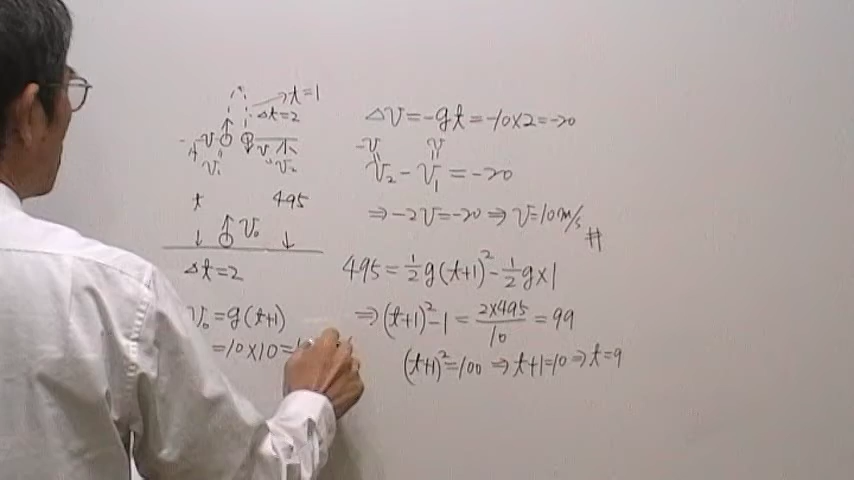 t=1
Δt=2
-v
v
v₁
v₂
t
495
v₀
Δt=2
v₀=g(t+1)
=10×10=1
Δv=-gt=-10×2=-20
-v v
v₂-v₁=-20
⇒-2v=-20⇒v=10m/s #
495=½g(t+1)²-½g×1
⇒(t+1)²-1=2×495/10=99
(t+1)²=100⇒t+1=10⇒t=9